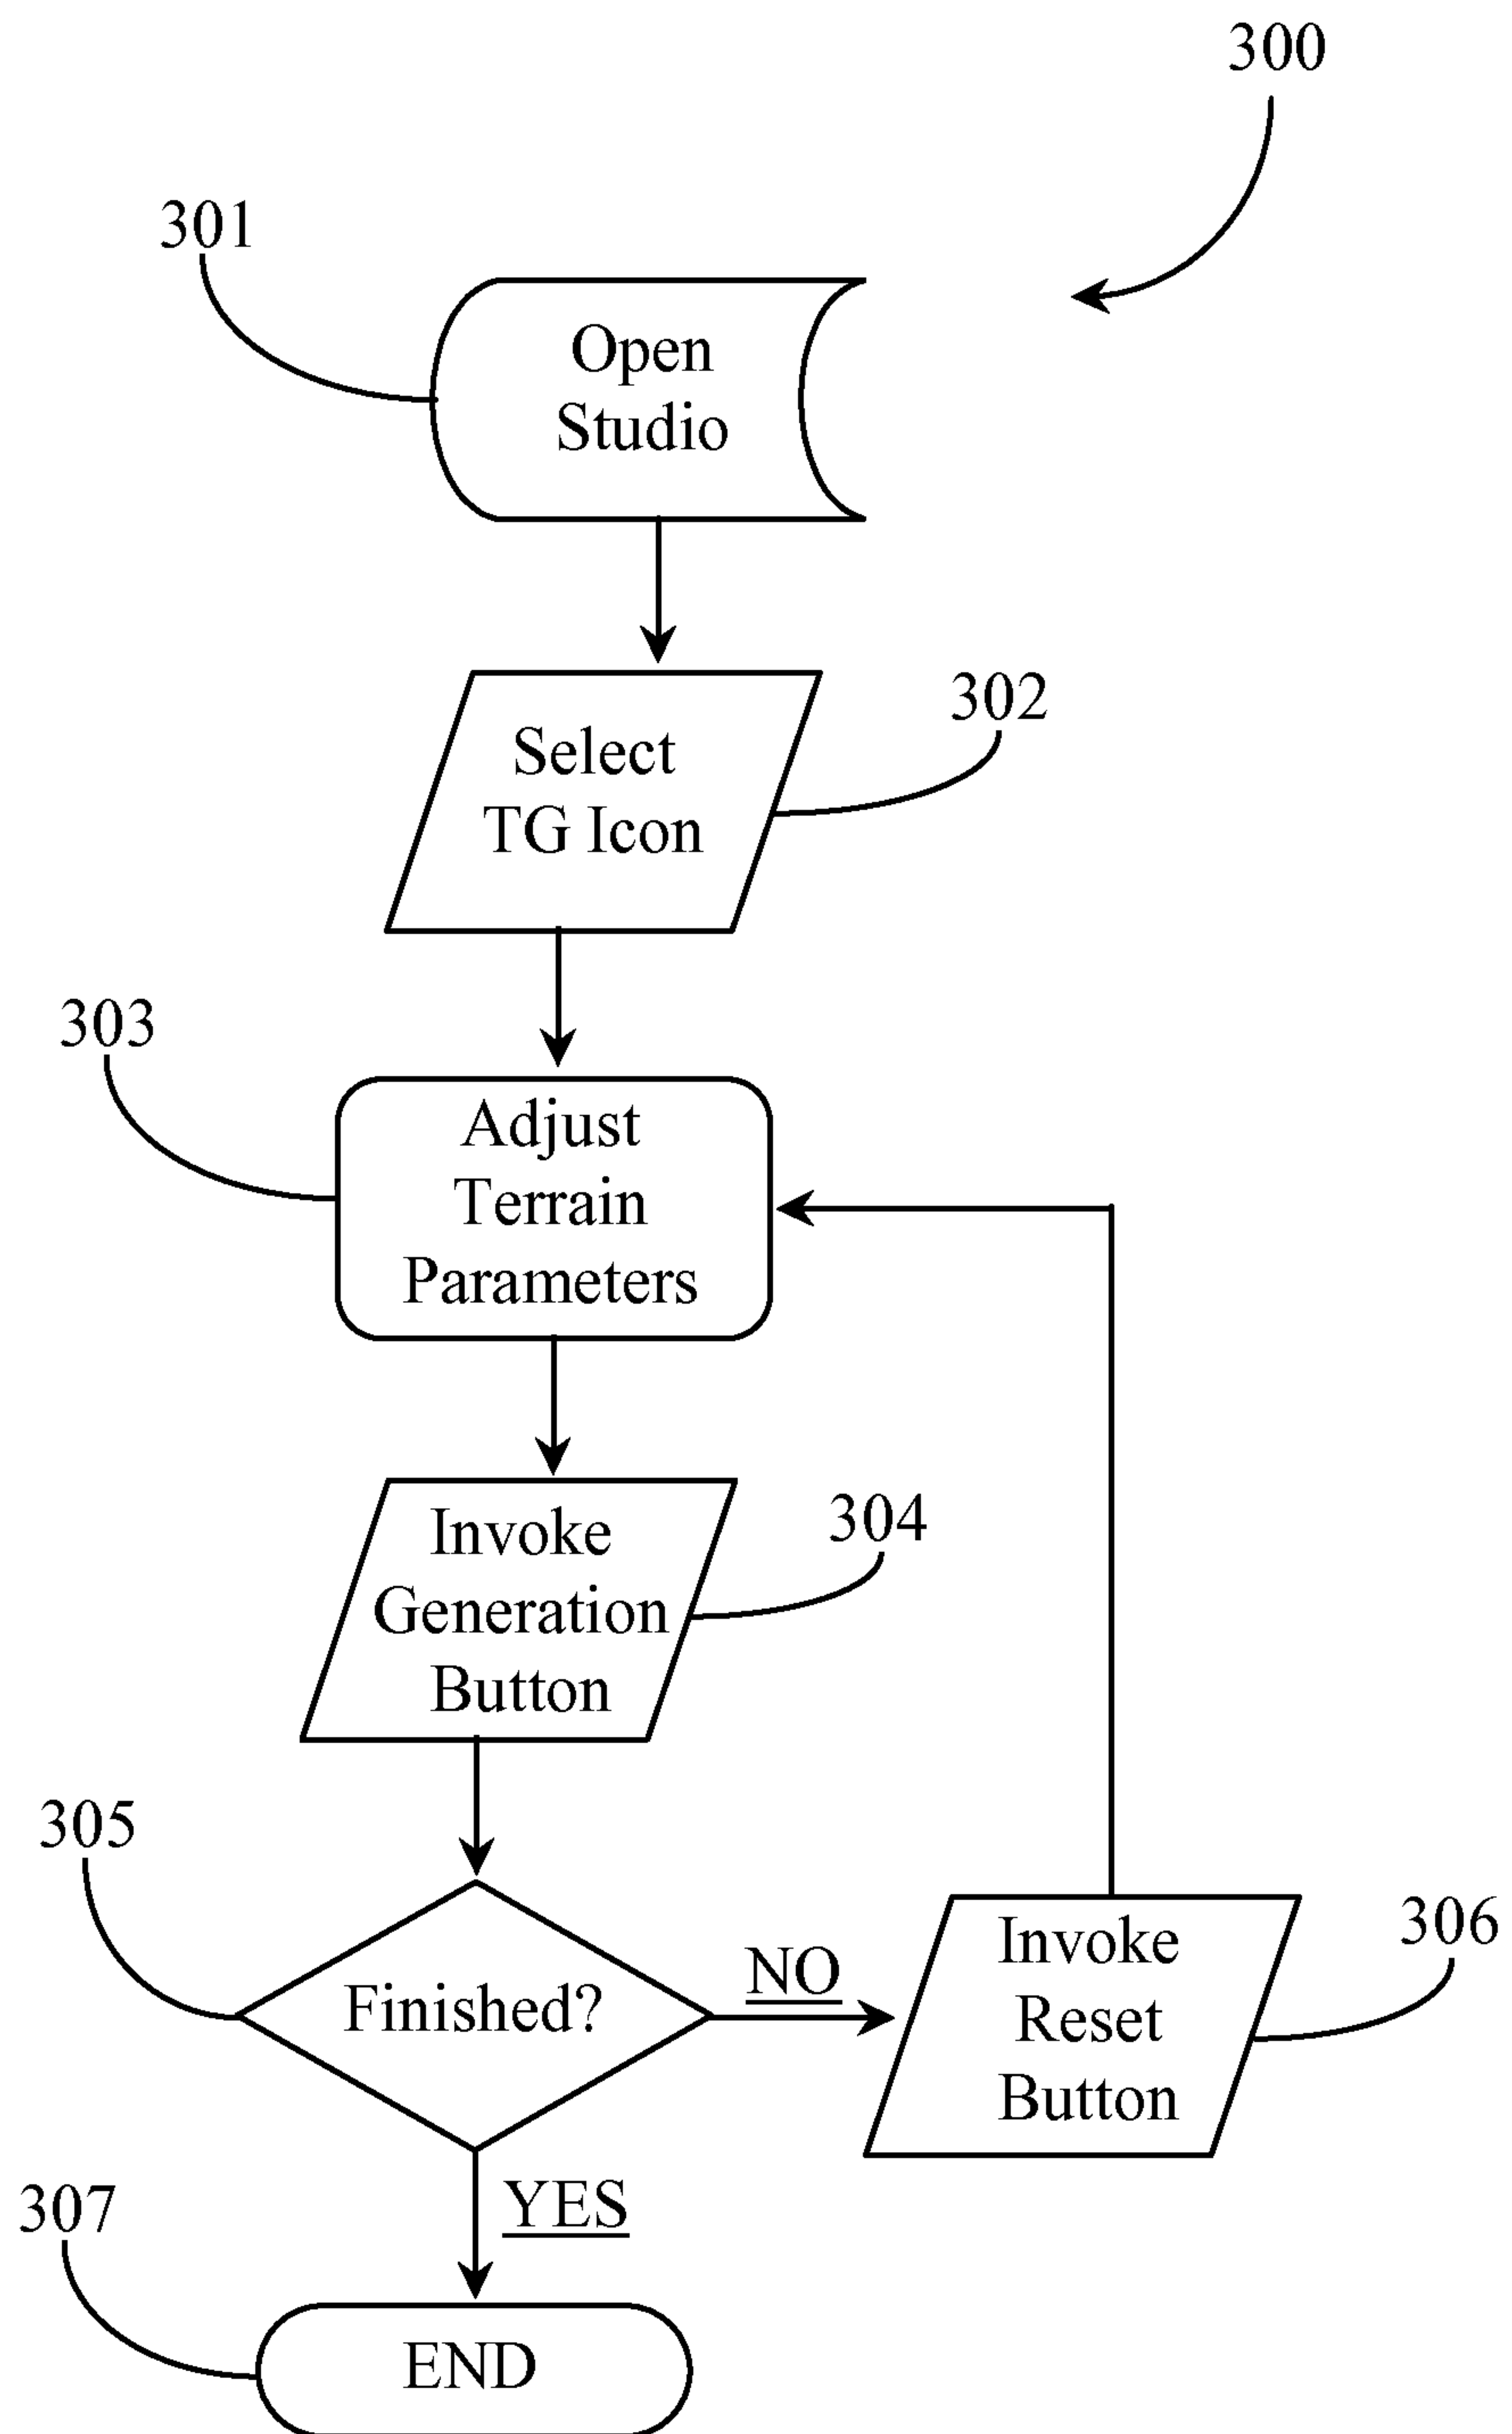 300
301
Open
Studio
302
Select
TG Icon
303
Adjust
Terrain
Parameters
304
Invoke
Generation
Button
305
Finished?
NO
306
Invoke
Reset
Button
YES
307
END